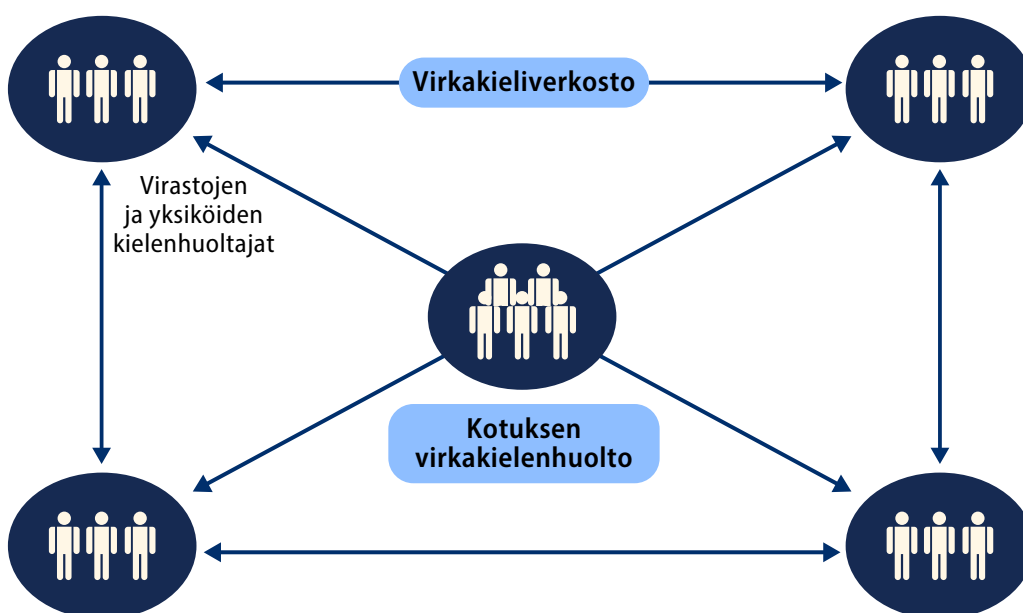 Virkakieliverkosto
Virastojen
ja yksiköiden
kielenhuoltajat
Kotuksen
virkakielenhuolto